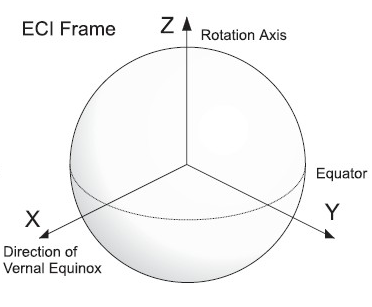 ECI Frame
Z
Rotation Axis
Equator
X
Y
Direction of
Vernal Equinox